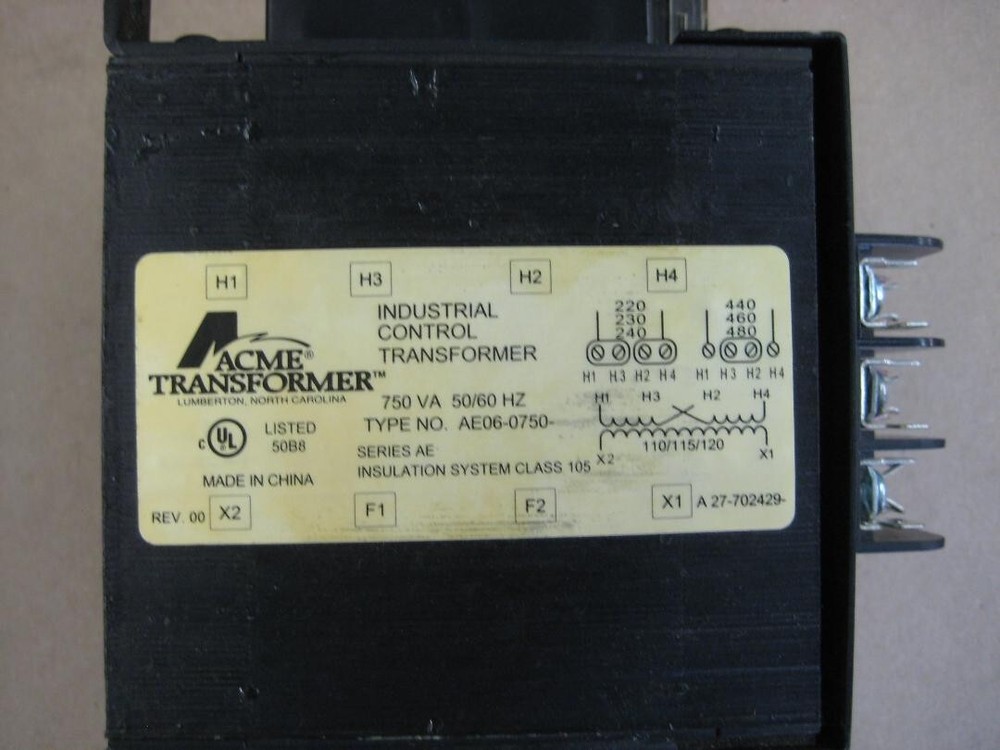 H1 H3 H2 H4
ACME®
TRANSFORMER™
LUMBERTON, NORTH CAROLINA
C UL LISTED
50B8
MADE IN CHINA
INDUSTRIAL
CONTROL
TRANSFORMER
750 VA 50/60 HZ
TYPE NO. AE06-0750-
SERIES AE
INSULATION SYSTEM CLASS 105
220
230
240
H1 H3 H2 H4
440
460
480
H1 H3 H2 H4
H1 H3 H2 H4
110/115/120
X2 X1
REV. 00 X2 F1 F2 X1 A 27-702429-